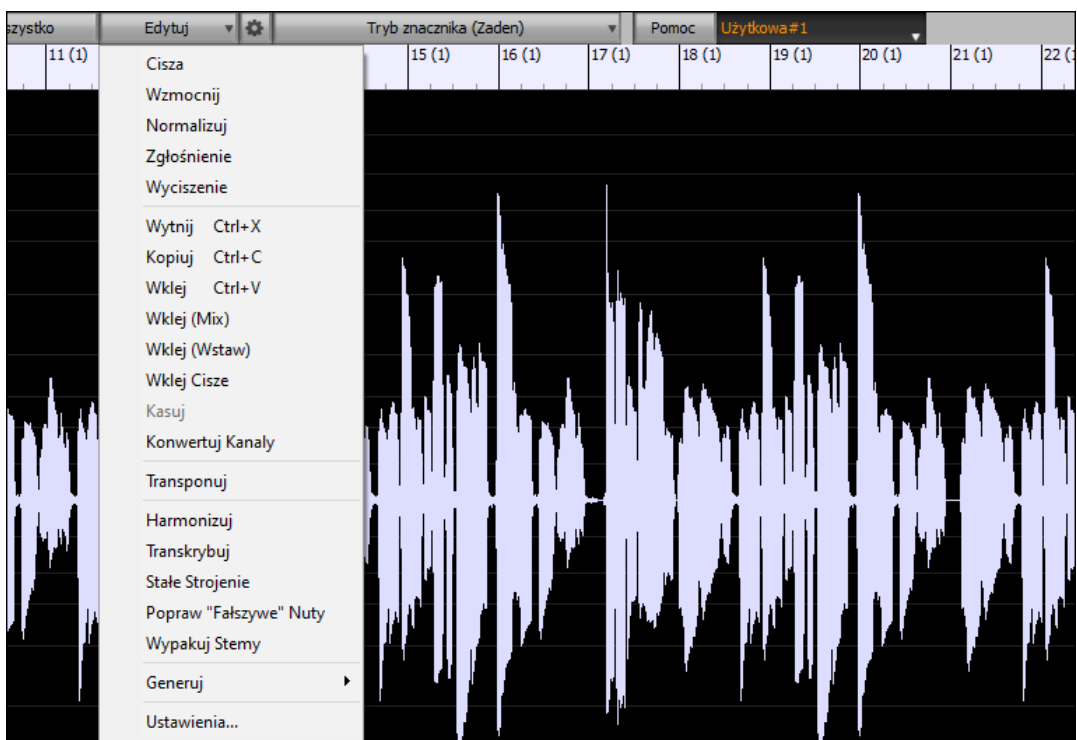 szystko Edytuj Tryb znacznika (Zaden) Pomoc Użytkowa#1
11 (1) 15 (1) 16 (1) 17 (1) 18 (1) 19 (1) 20 (1) 21 (1) 22 (
Cisza
Wzmocnij
Normalizuj
Zgłośnienie
Wyciszenie
Wytnij Ctrl+X
Kopiuj Ctrl+C
Wklej Ctrl+V
Wklej (Mix)
Wklej (Wstaw)
Wklej Cisze
Kasuj
Konwertuj Kanaly
Transponuj
Harmonizuj
Transkrybuj
Stałe Strojenie
Popraw "Fałszywe" Nuty
Wypakuj Stemy
Generuj
Ustawienia...